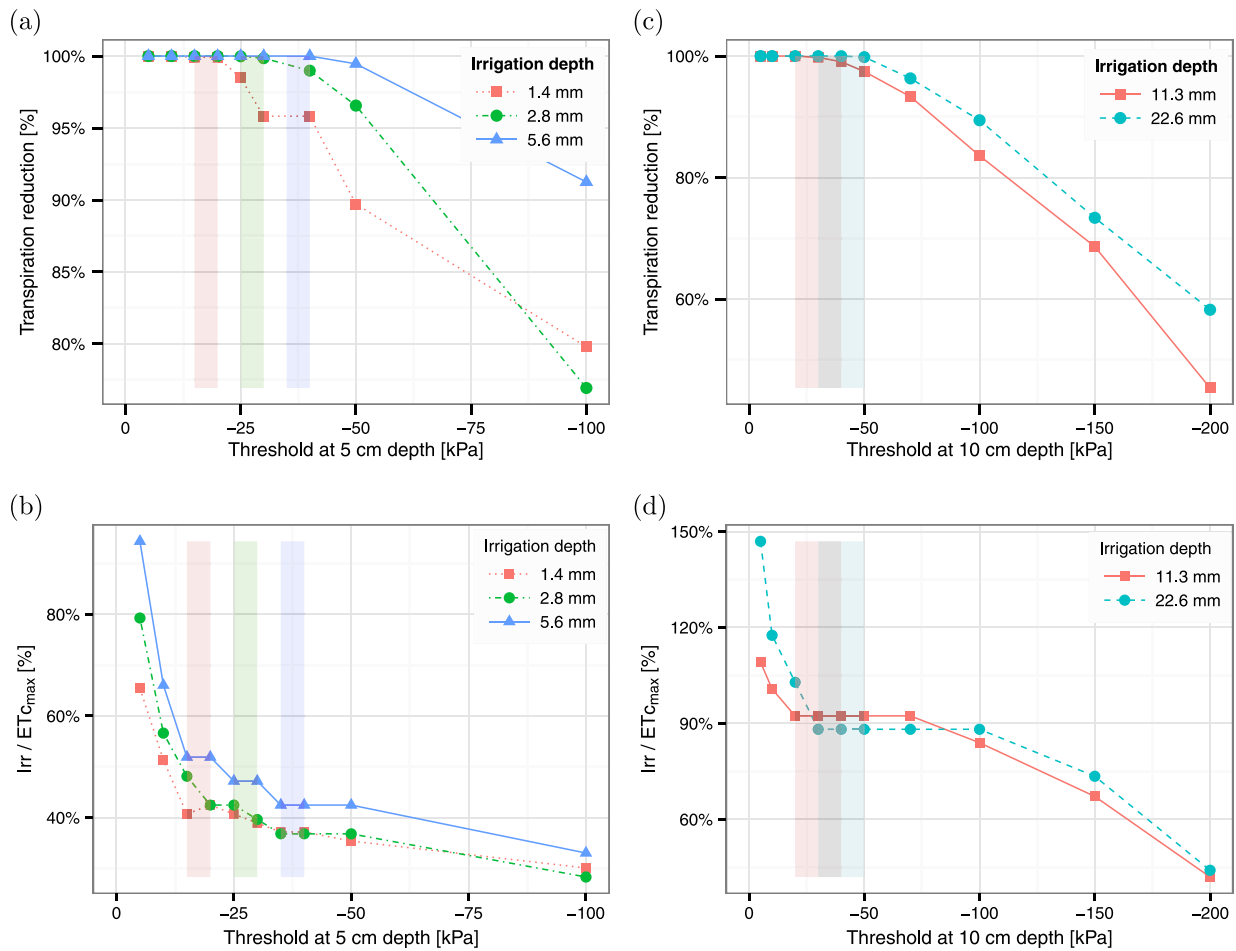 (a)
100%
95%
90%
85%
80%
Transpiration reduction [%]
Irrigation depth
1.4 mm
2.8 mm
5.6 mm
0
−25
−50
−75
−100
Threshold at 5 cm depth [kPa]
(c)
100%
80%
60%
Transpiration reduction [%]
Irrigation depth
11.3 mm
22.6 mm
0
−50
−100
−150
−200
Threshold at 10 cm depth [kPa]
(b)
80%
60%
40%
Irr / ETcmax [%]
Irrigation depth
1.4 mm
2.8 mm
5.6 mm
0
−25
−50
−75
−100
Threshold at 5 cm depth [kPa]
(d)
150%
120%
90%
60%
Irr / ETcmax [%]
Irrigation depth
11.3 mm
22.6 mm
0
−50
−100
−150
−200
Threshold at 10 cm depth [kPa]